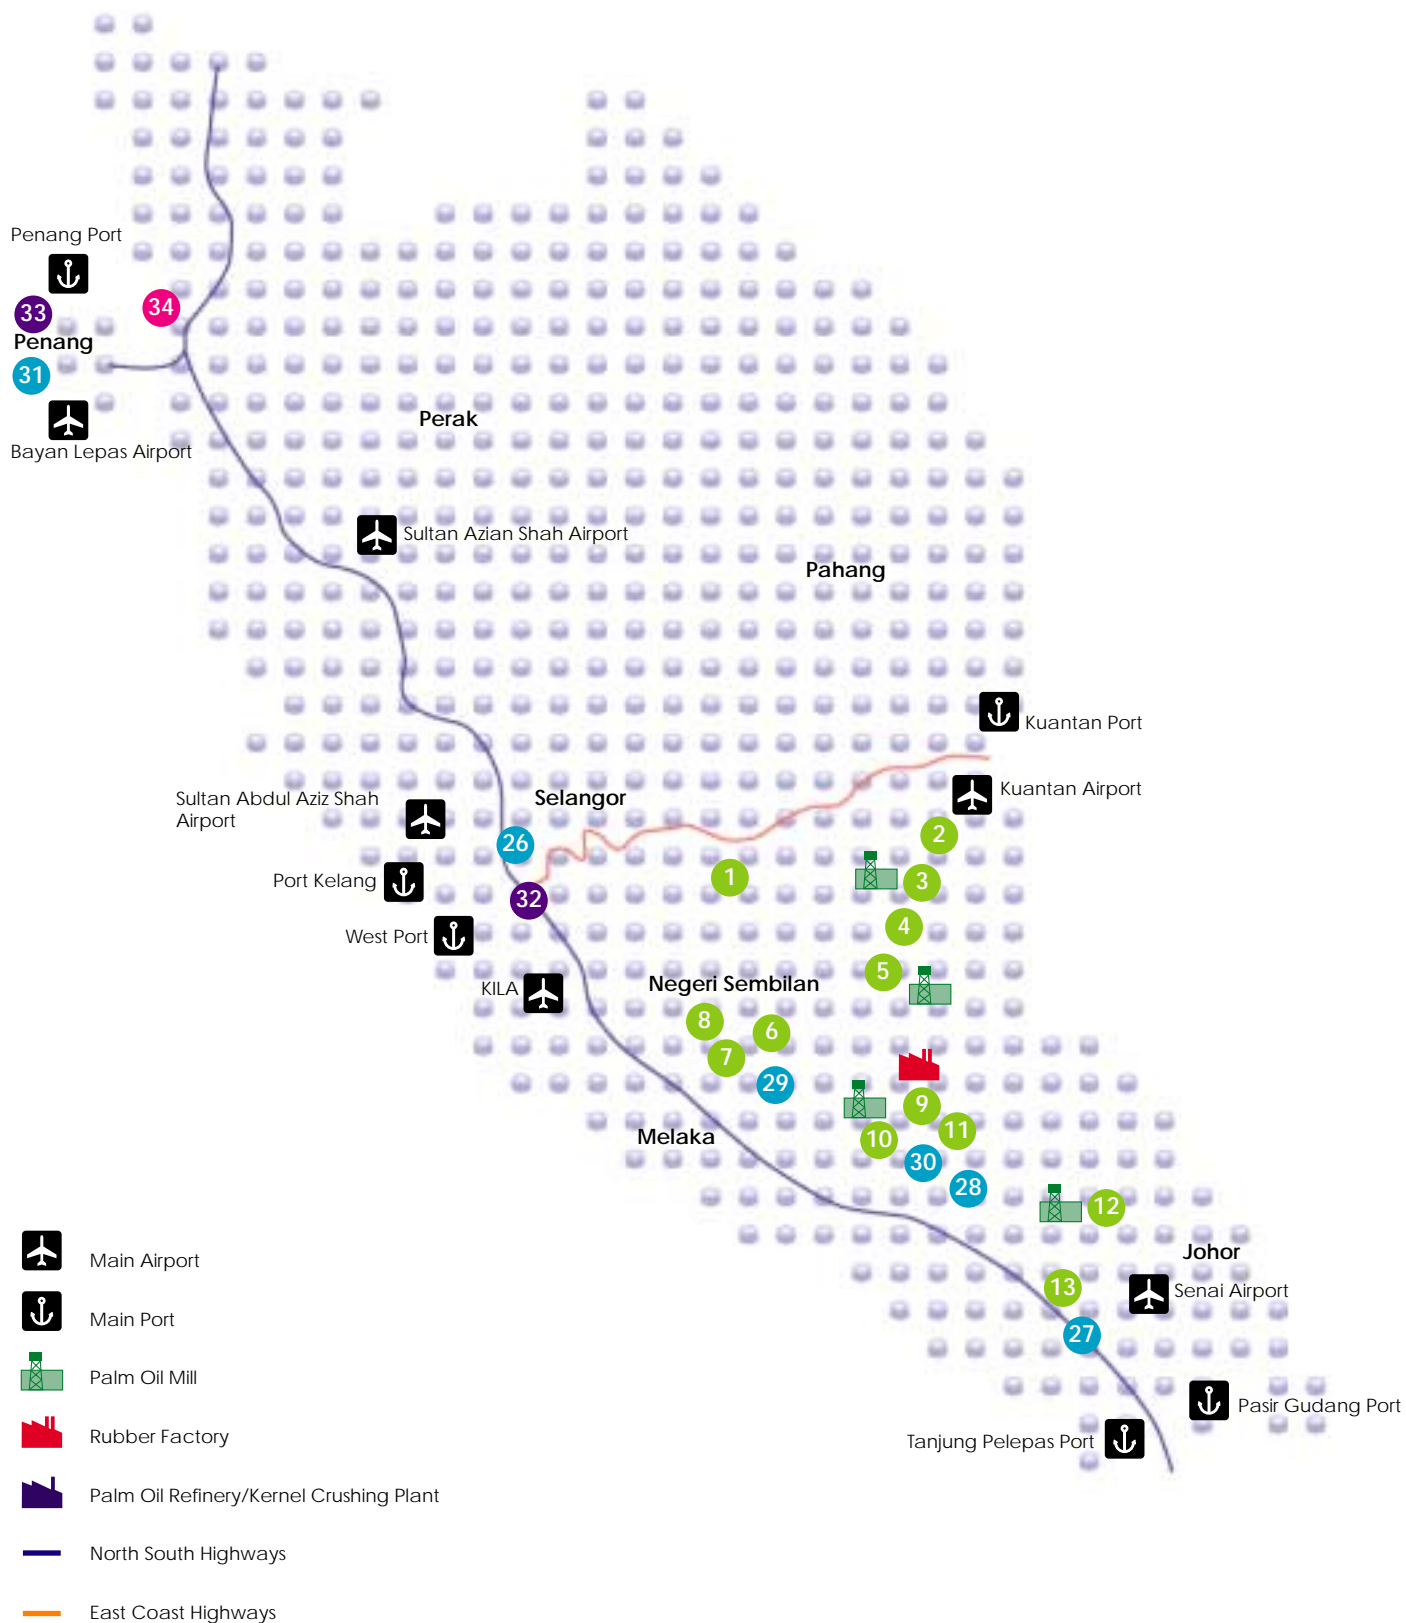 Penang Port
33
34
Penang
31
Bayan Lepas Airport
Perak
Sultan Azian Shah Airport
Pahang
Kuantan Port
Kuantan Airport
Sultan Abdul Aziz Shah
Airport
Selangor
26
2
Port Kelang
1
3
32
4
West Port
5
KILA
Negeri Sembilan
8
6
7
29
9
11
10
Melaka
30
28
12
Johor
13
Senai Airport
27
Pasir Gudang Port
Tanjung Pelepas Port
Main Airport
Main Port
Palm Oil Mill
Rubber Factory
Palm Oil Refinery/Kernel Crushing Plant
North South Highways
East Coast Highways